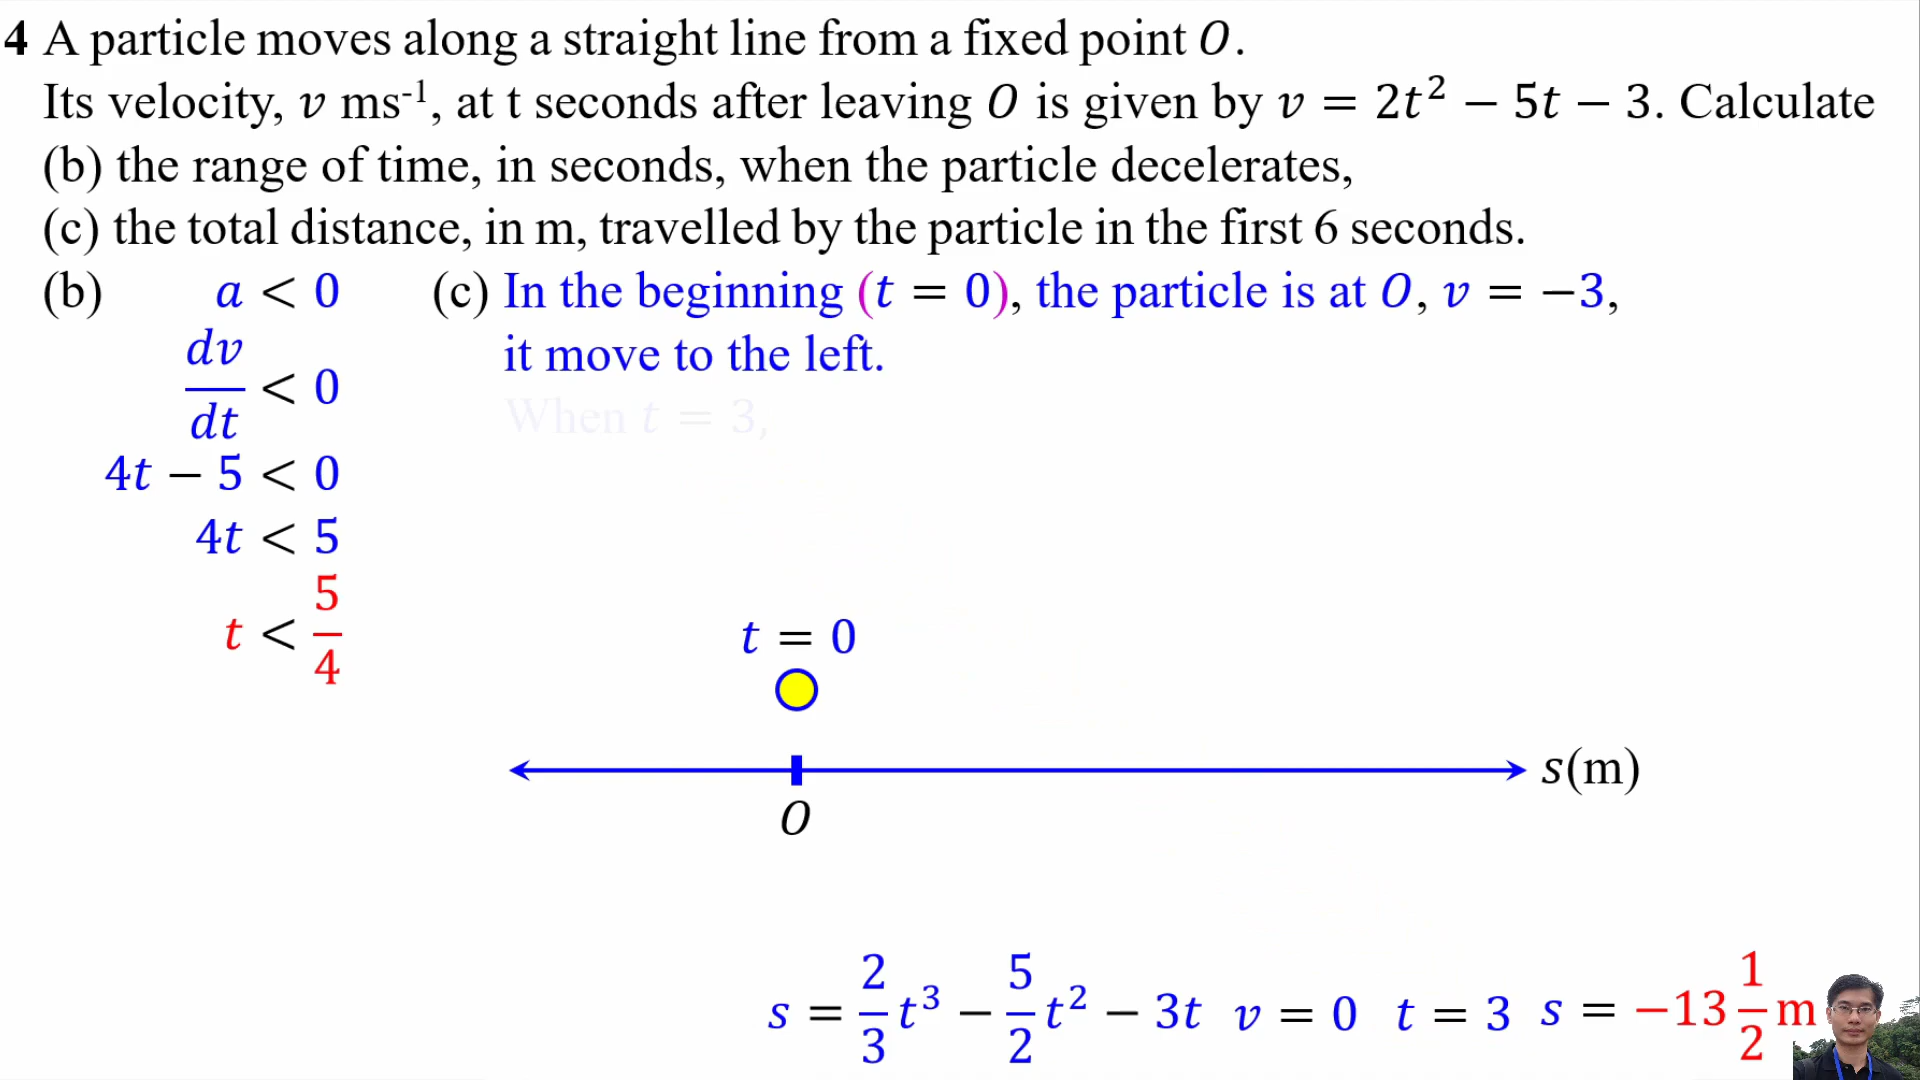 4 A particle moves along a straight line from a fixed point O.
Its velocity, v ms⁻¹, at t seconds after leaving O is given by v = 2t² − 5t − 3. Calculate
(b) the range of time, in seconds, when the particle decelerates,
(c) the total distance, in m, travelled by the particle in the first 6 seconds.
(b) a < 0
dv/dt < 0
4t − 5 < 0
4t < 5
t < 5/4
(c) In the beginning (t = 0), the particle is at O, v = −3,
it move to the left.
When t = 3,
t = 0
s(m)
O
s = 2/3 t³ − 5/2 t² − 3t v = 0 t = 3 s = −13 1/2 m